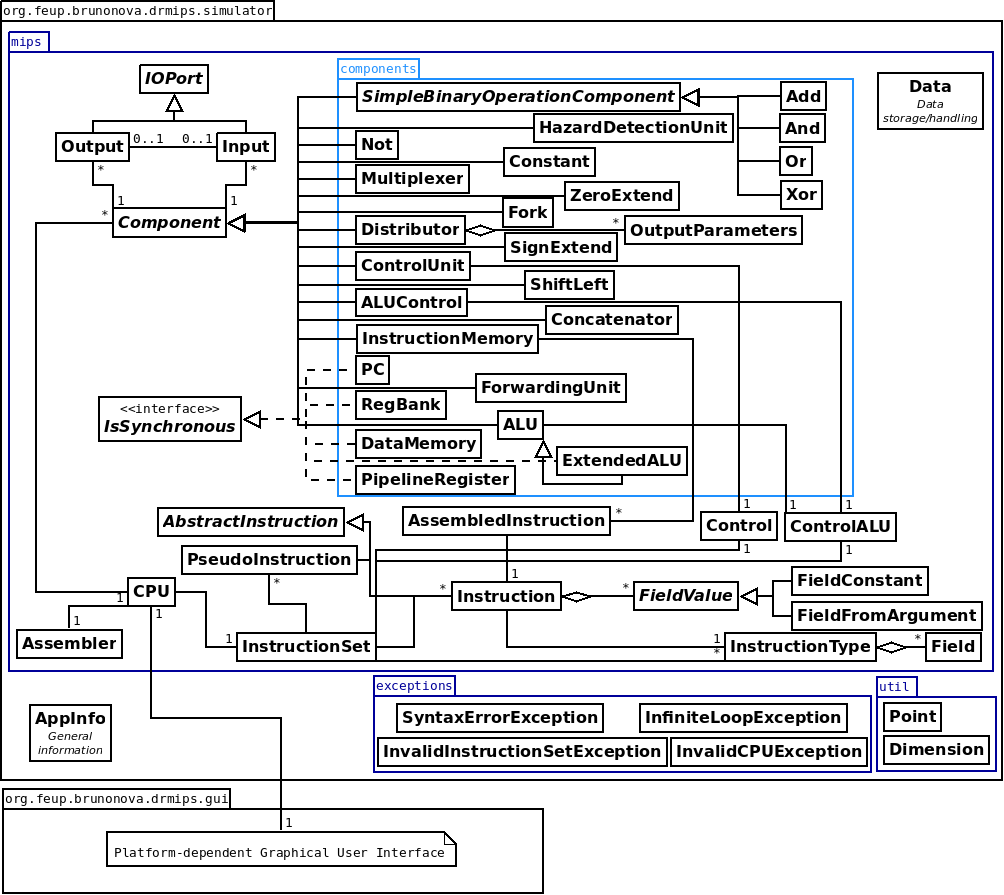 org.feup.brunonova.drmips.simulator
mips
components
IOPort
SimpleBinaryOperationComponent
Add
Data
Data
storage/handling
HazardDetectionUnit
And
Output
0..1
0..1
Input
Not
Constant
Or
*
*
Multiplexer
ZeroExtend
Xor
1
1
*
Component
Fork
Distributor
*
OutputParameters
SignExtend
ControlUnit
ShiftLeft
ALUControl
Concatenator
InstructionMemory
PC
ForwardingUnit
RegBank
<<interface>>
IsSynchronous
ALU
DataMemory
ExtendedALU
PipelineRegister
1
1
1
AbstractInstruction
AssembledInstruction
*
Control
ControlALU
1
1
PseudoInstruction
1
*
*
*
CPU
1
1
Instruction
FieldValue
FieldConstant
FieldFromArgument
1
Assembler
1
InstructionSet
1
*
InstructionType
*
Field
exceptions
util
AppInfo
General
information
SyntaxErrorException
InfiniteLoopException
Point
InvalidInstructionSetException
InvalidCPUException
Dimension
org.feup.brunonova.drmips.gui
1
Platform-dependent Graphical User Interface